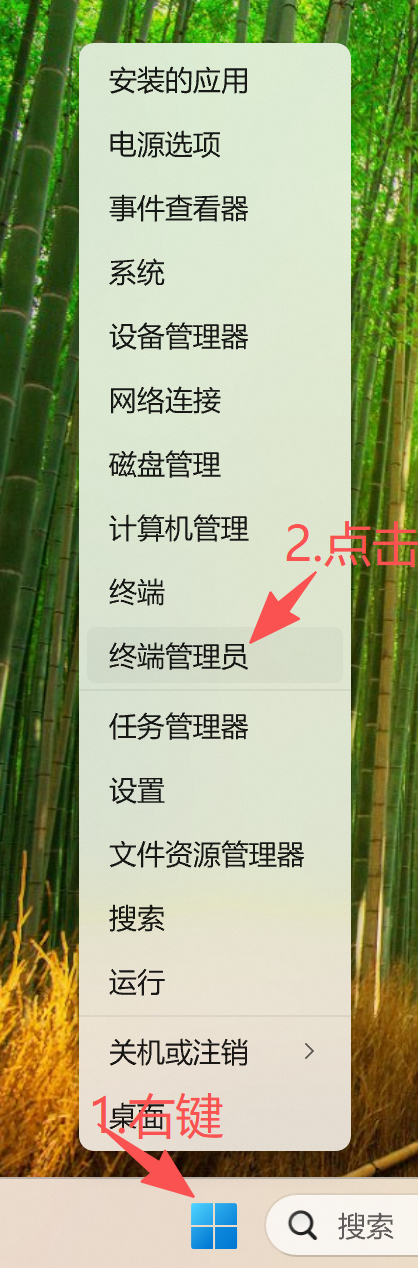 安装的应用
电源选项
事件查看器
系统
设备管理器
网络连接
磁盘管理
计算机管理
2.点击
终端
终端管理员
任务管理器
设置
文件资源管理器
搜索
运行
关机或注销
1.右键
桌面
搜索